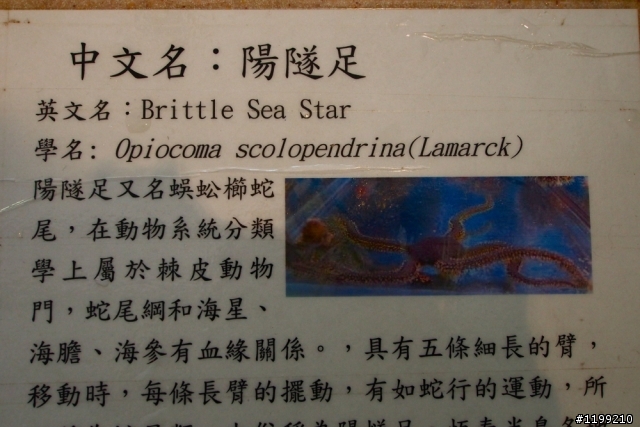 中文名：陽隧足
英文名：Brittle Sea Star
學名: Opiocoma scolopendrina(Lamarck)
陽隧足又名蜈蚣櫛蛇
尾，在動物系統分類
學上屬於棘皮動物
門，蛇尾綱和海星、
海膽、海參有血緣關係。，具有五條細長的臂，
移動時，每條長臂的擺動，有如蛇行的運動，所
#1199210